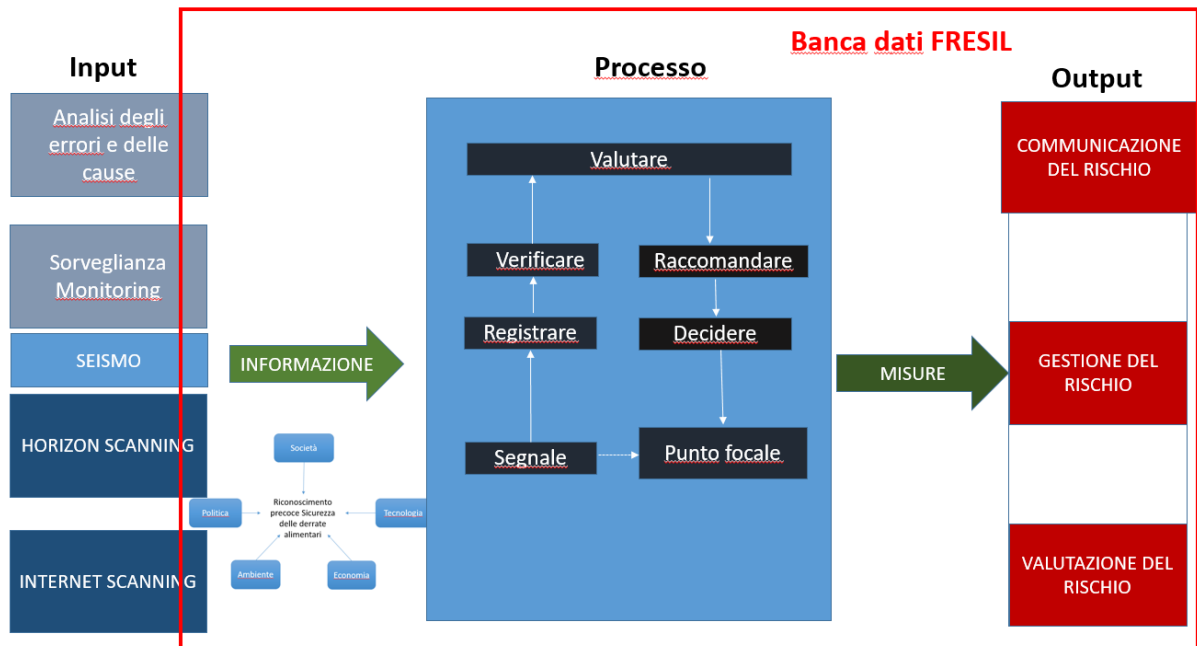 Banca dati FRESIL
Input
Processo
Output
Analisi degli
errori e delle
cause
Sorveglianza
Monitoring
SEISMO
HORIZON SCANNING
INTERNET SCANNING
INFORMAZIONE
Società
Politica
Riconoscimento
precoce Sicurezza
delle derrate
alimentari
Tecnologia
Ambiente
Economia
Valutare
Verificare
Raccomandare
Registrare
Decidere
Segnale
Punto focale
MISURE
COMMUNICAZIONE
DEL RISCHIO
GESTIONE DEL
RISCHIO
VALUTAZIONE DEL
RISCHIO